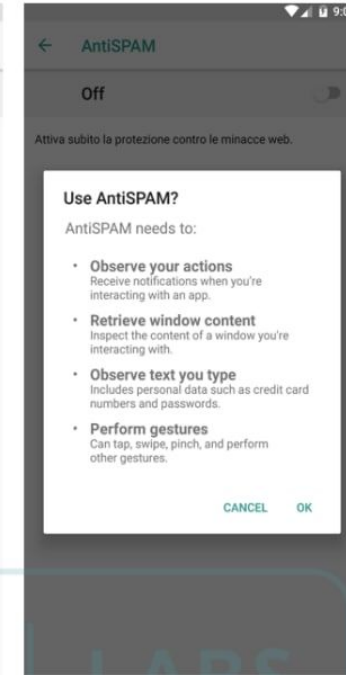 9:0
AntiSPAM
Off
Attiva subito la protezione contro le minacce web.
Use AntiSPAM?
AntiSPAM needs to:
• Observe your actions
Receive notifications when you're
interacting with an app.
• Retrieve window content
Inspect the content of a window you're
interacting with.
• Observe text you type
Includes personal data such as credit card
numbers and passwords.
• Perform gestures
Can tap, swipe, pinch, and perform
other gestures.
CANCEL OK
LABS